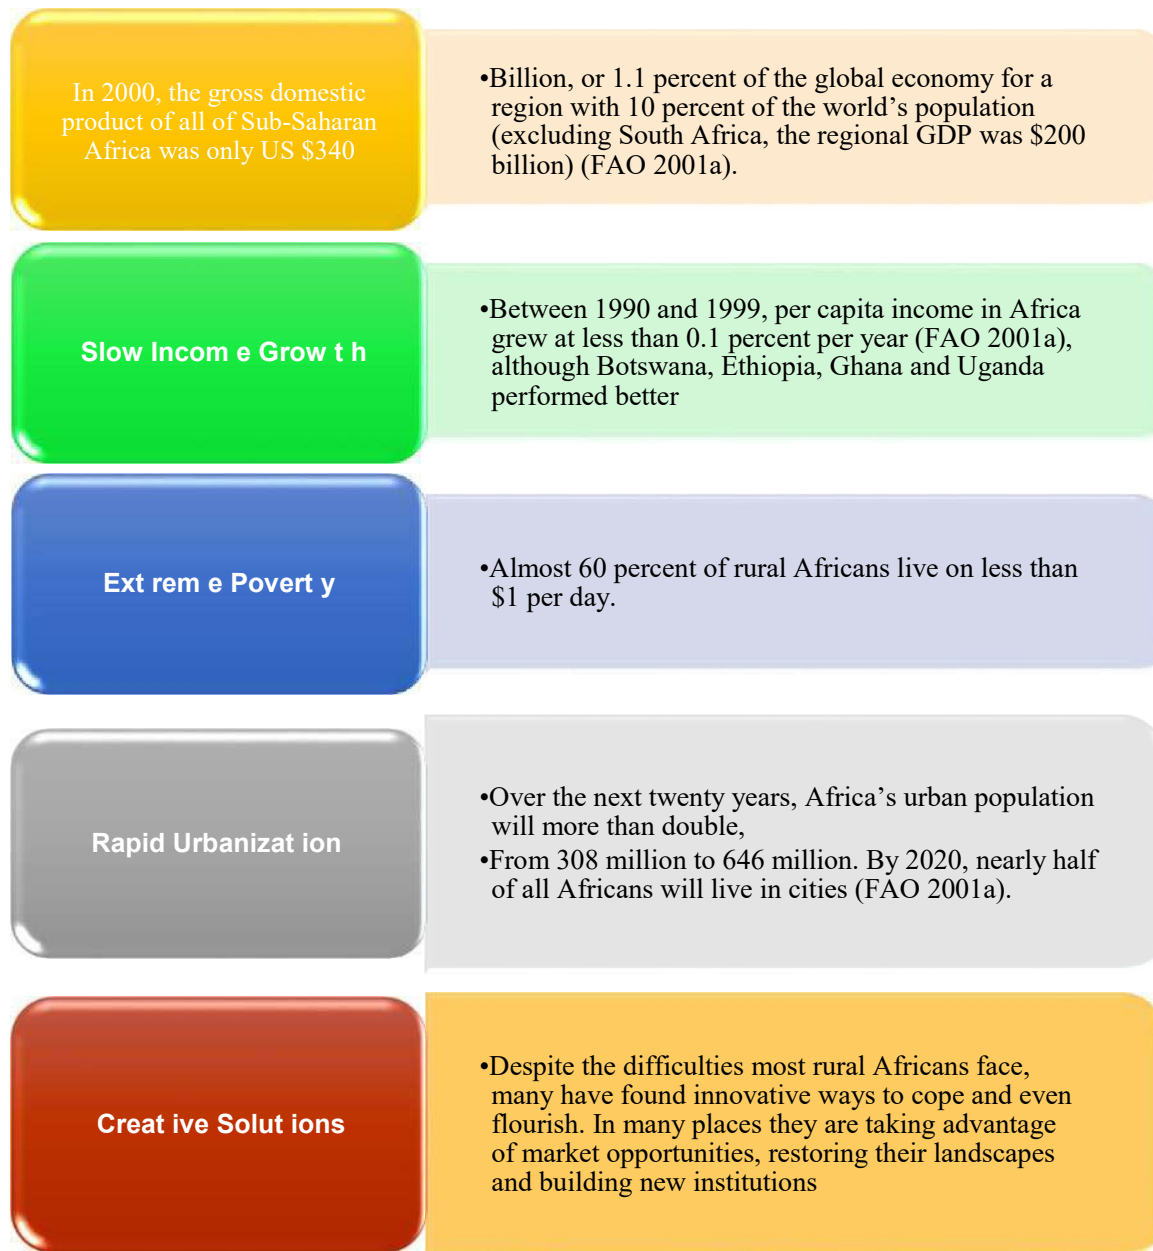 In 2000, the gross domestic
product of all of Sub-Saharan
Africa was only US $340
•Billion, or 1.1 percent of the global economy for a
region with 10 percent of the world’s population
(excluding South Africa, the regional GDP was $200
billion) (FAO 2001a).
Slow Incom e Grow t h
•Between 1990 and 1999, per capita income in Africa
grew at less than 0.1 percent per year (FAO 2001a),
although Botswana, Ethiopia, Ghana and Uganda
performed better
Ext rem e Povert y
•Almost 60 percent of rural Africans live on less than
$1 per day.
Rapid Urbanizat ion
•Over the next twenty years, Africa’s urban population
will more than double,
•From 308 million to 646 million. By 2020, nearly half
of all Africans will live in cities (FAO 2001a).
Creat ive Solut ions
•Despite the difficulties most rural Africans face,
many have found innovative ways to cope and even
flourish. In many places they are taking advantage
of market opportunities, restoring their landscapes
and building new institutions